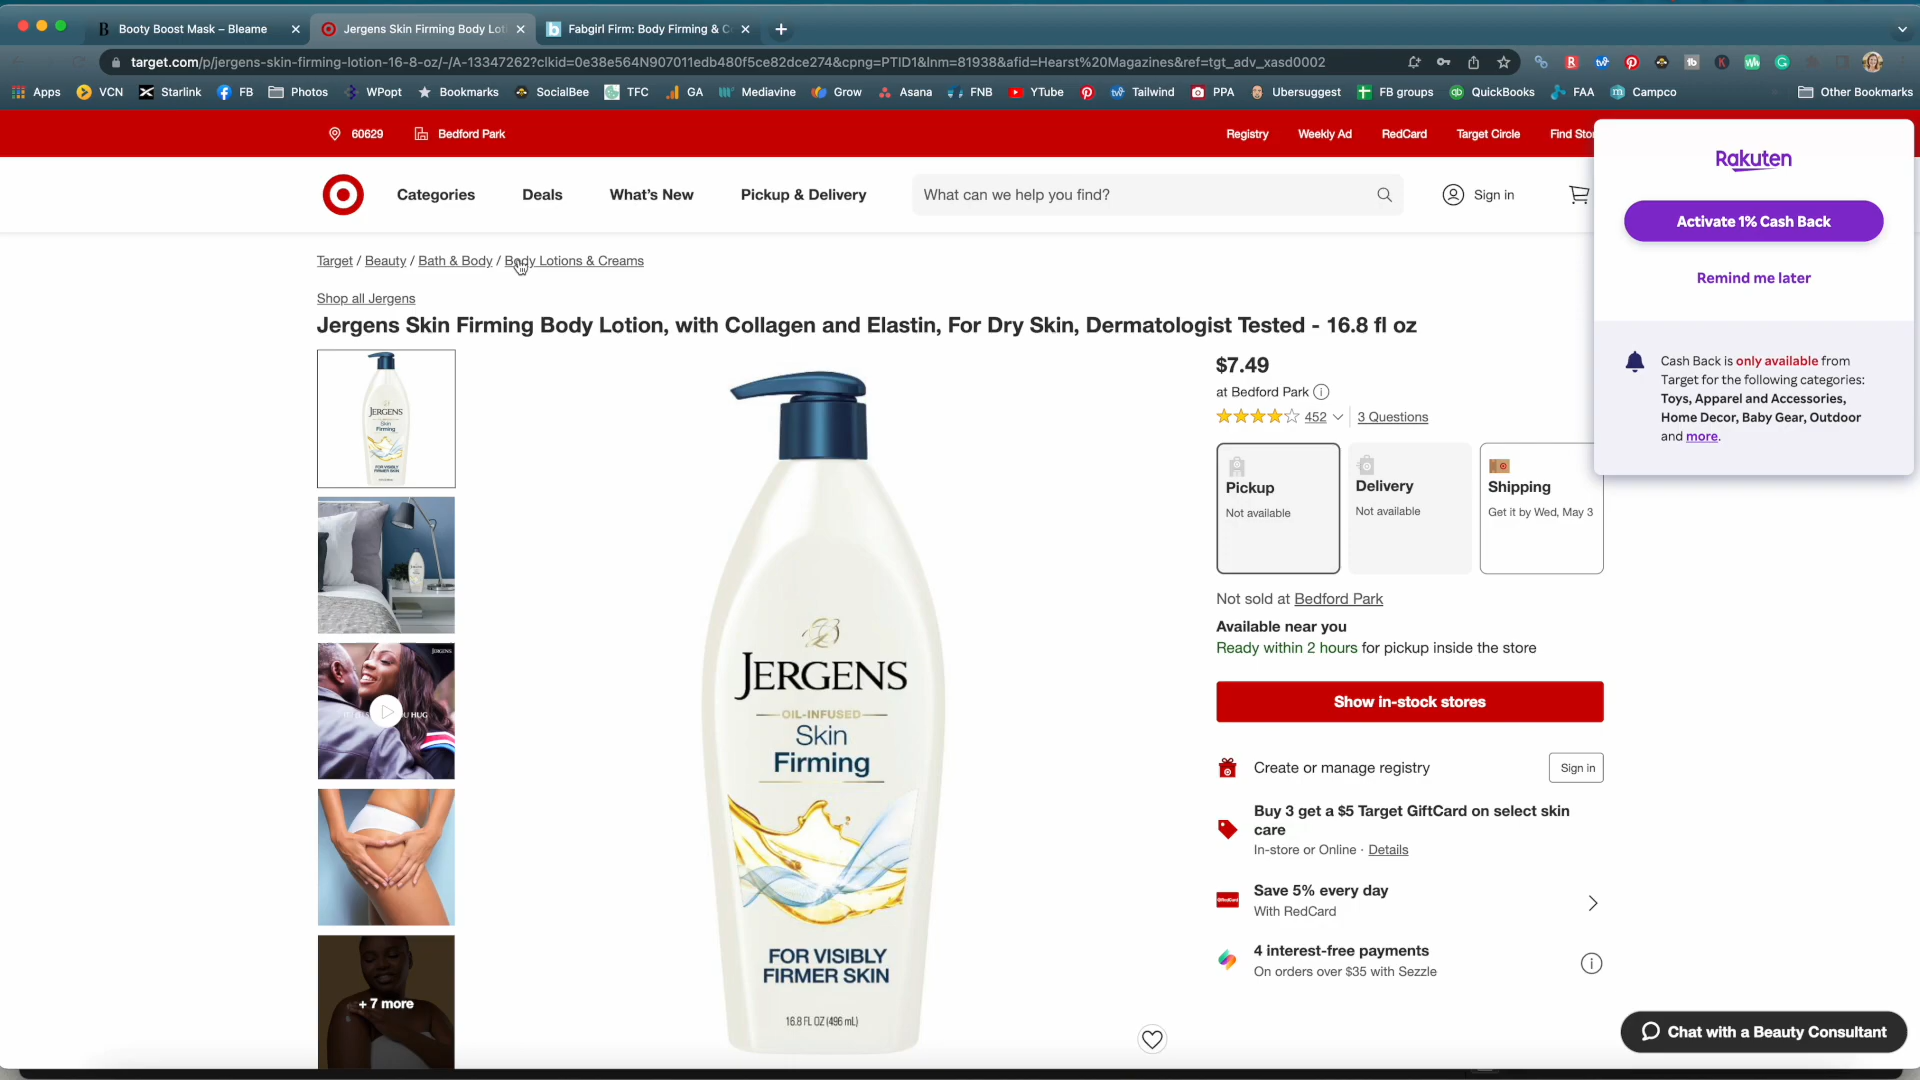 Booty Boost Mask – Bleame
Jergens Skin Firming Body Loti
Fabgirl Firm: Body Firming & C
target.com/p/jergens-skin-firming-lotion-16-8-oz/-/A-13347262?clkid=0e38e564N907011edb480f5ce82dce274&cpng=PTID1&lnm=81938&afid=Hearst%20Magazines&ref=tgt_adv_xasd0002
Apps VCN Starlink FB Photos WPopt Bookmarks SocialBee TFC GA Mediavine Grow Asana FNB YTube Tailwind PPA Ubersuggest FB groups QuickBooks FAA Campco Other Bookmarks
60629 Bedford Park Registry Weekly Ad RedCard Target Circle Find Sto
Categories Deals What's New Pickup & Delivery What can we help you find? Sign in
Rakuten
Activate 1% Cash Back
Remind me later
Cash Back is only available from
Target for the following categories:
Toys, Apparel and Accessories,
Home Decor, Baby Gear, Outdoor
and more.
Target / Beauty / Bath & Body / Body Lotions & Creams
Shop all Jergens
Jergens Skin Firming Body Lotion, with Collagen and Elastin, For Dry Skin, Dermatologist Tested - 16.8 fl oz
JERGENS
Skin
Firming
FOR VISIBLY
FIRMER SKIN
JERGENS
U HUG
+ 7 more
JERGENS
OIL-INFUSED
Skin
Firming
FOR VISIBLY
FIRMER SKIN
16.8 FL OZ (496 mL)
$7.49
at Bedford Park
452 3 Questions
Pickup
Not available
Delivery
Not available
Shipping
Get it by Wed, May 3
Not sold at Bedford Park
Available near you
Ready within 2 hours for pickup inside the store
Show in-stock stores
Create or manage registry Sign in
Buy 3 get a $5 Target GiftCard on select skin
care
In-store or Online · Details
Save 5% every day
With RedCard
4 interest-free payments
On orders over $35 with Sezzle
Chat with a Beauty Consultant